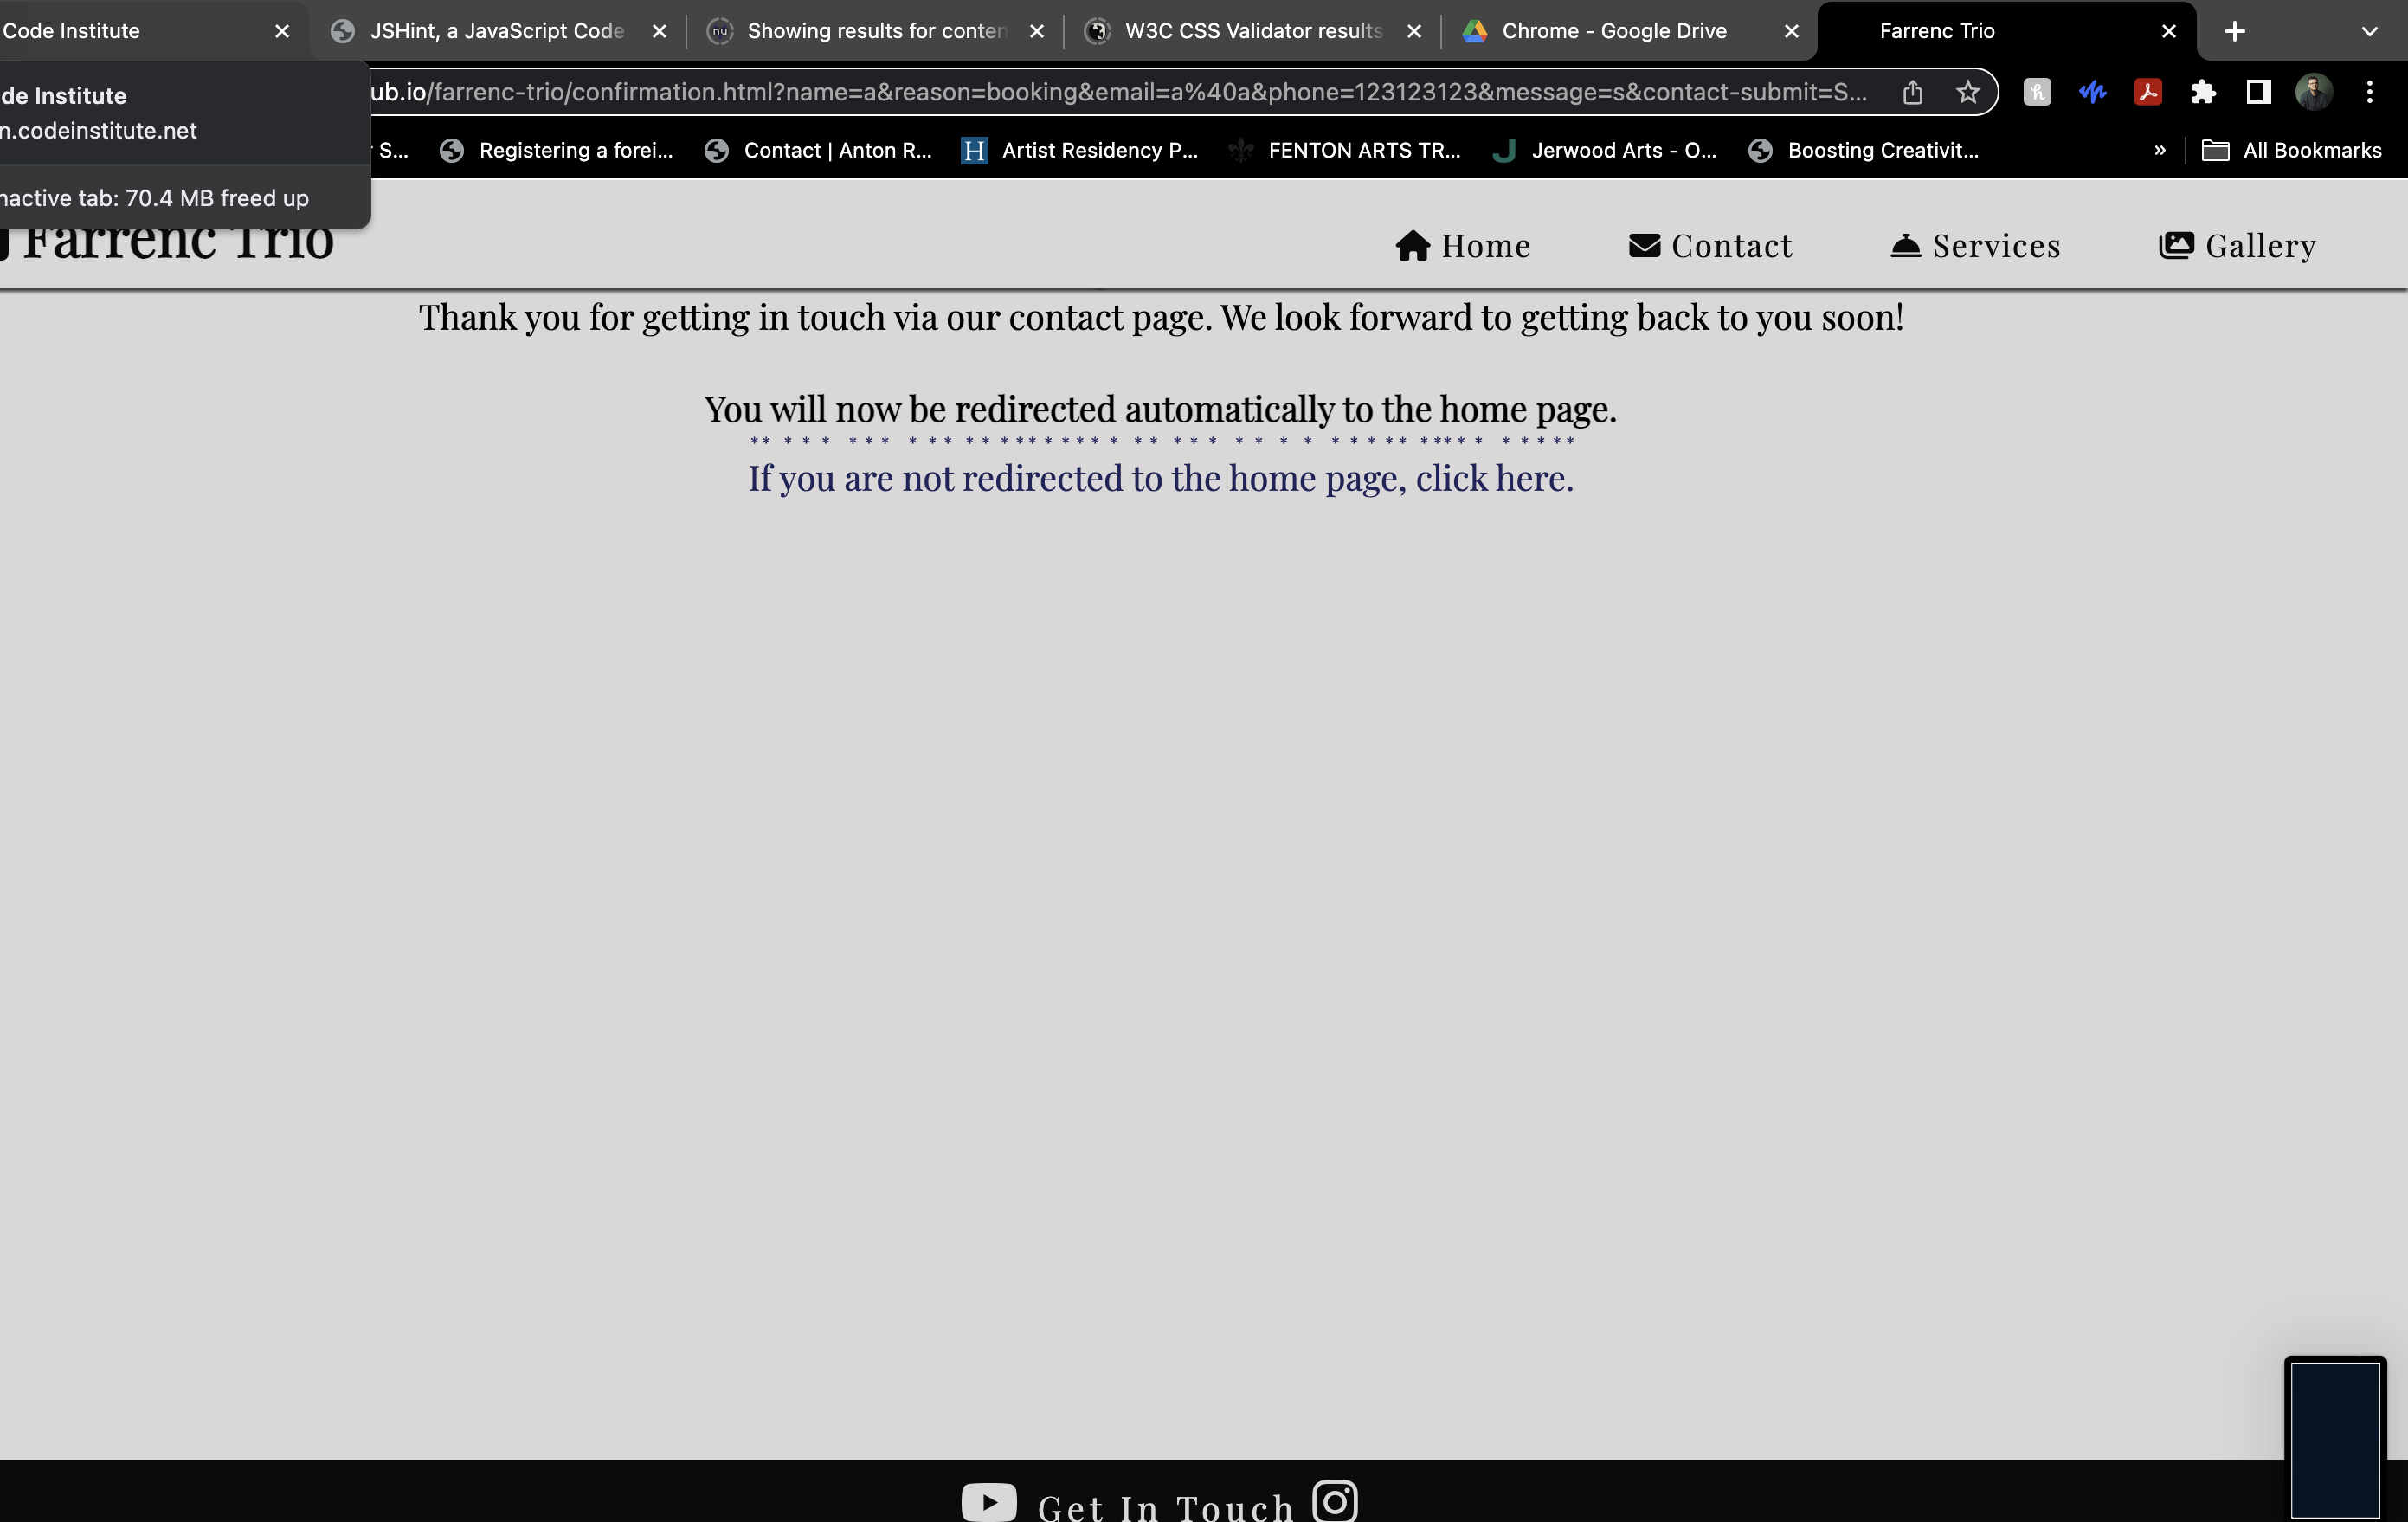 Code Institute
JSHint, a JavaScript Code
Showing results for conten
W3C CSS Validator results
Chrome - Google Drive
Farrenc Trio
de Institute
n.codeinstitute.net
nactive tab: 70.4 MB freed up
ub.io/farrenc-trio/confirmation.html?name=a&reason=booking&email=a%40a&phone=123123123&message=s&contact-submit=S...
S...
Registering a forei...
Contact | Anton R...
H
Artist Residency P...
FENTON ARTS TR...
J
Jerwood Arts - O...
Boosting Creativit...
»
All Bookmarks
Farrenc Trio
Home
Contact
Services
Gallery
Thank you for getting in touch via our contact page. We look forward to getting back to you soon!
You will now be redirected automatically to the home page.
If you are not redirected to the home page, click here.
Get In Touch